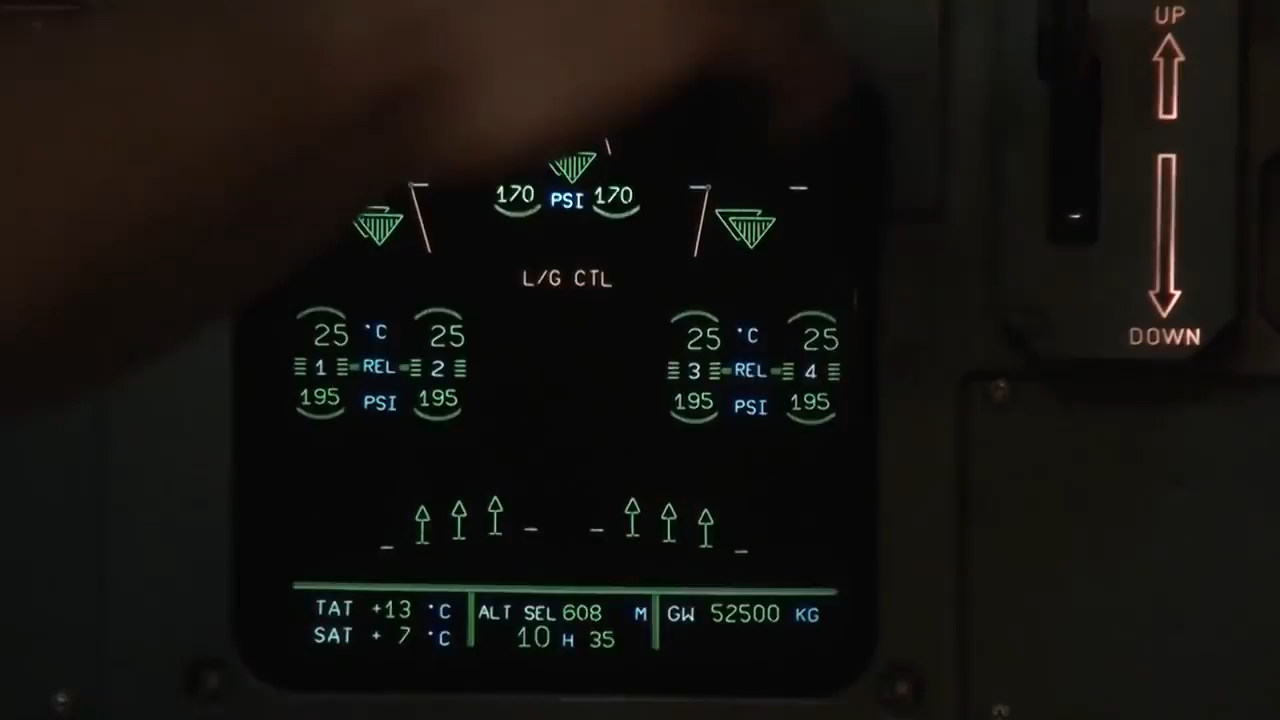 UP
170 PSI 170
L/G CTL
25 °C 25
1 REL 2
195 PSI 195
25 °C 25
3 REL 4
195 PSI 195
DOWN
TAT +13 °C
SAT + 7 °C
ALT SEL 608 M
10 H 35
GW 52500 KG